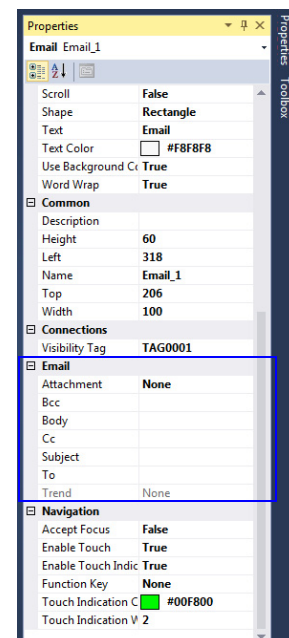 Properties
Email Email_1
Scroll False
Shape Rectangle
Text Email
Text Color #F8F8F8
Use Background Cc True
Word Wrap True
Common
Description
Height 60
Left 318
Name Email_1
Top 206
Width 100
Connections
Visibility Tag TAG0001
Email
Attachment None
Bcc
Body
Cc
Subject
To
Trend None
Navigation
Accept Focus False
Enable Touch True
Enable Touch Indic True
Function Key None
Touch Indication C #00F800
Touch Indication W 2
Properties
Toolbox